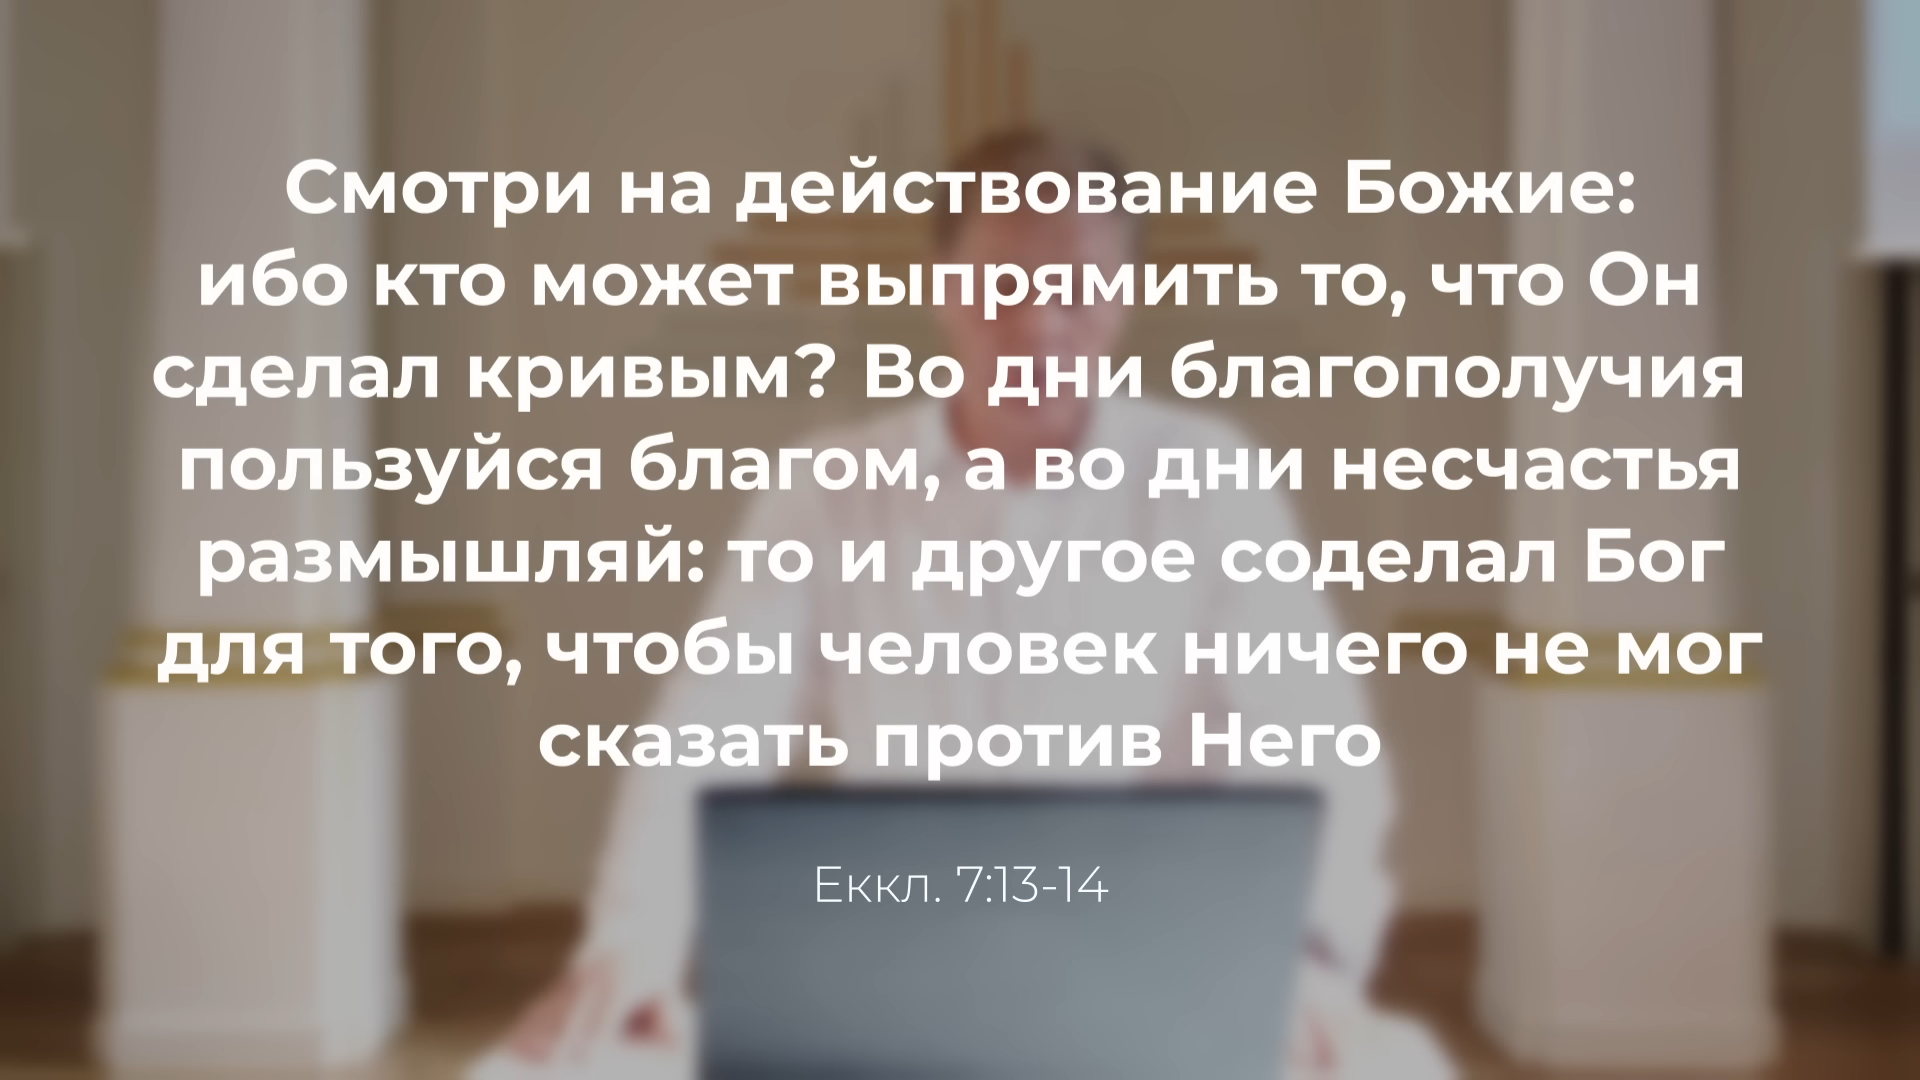 Смотри на действование Божие:
ибо кто может выпрямить то, что Он
сделал кривым? Во дни благополучия
пользуйся благом, а во дни несчастья
размышляй: то и другое соделал Бог
для того, чтобы человек ничего не мог
сказать против Него
Еккл. 7:13-14